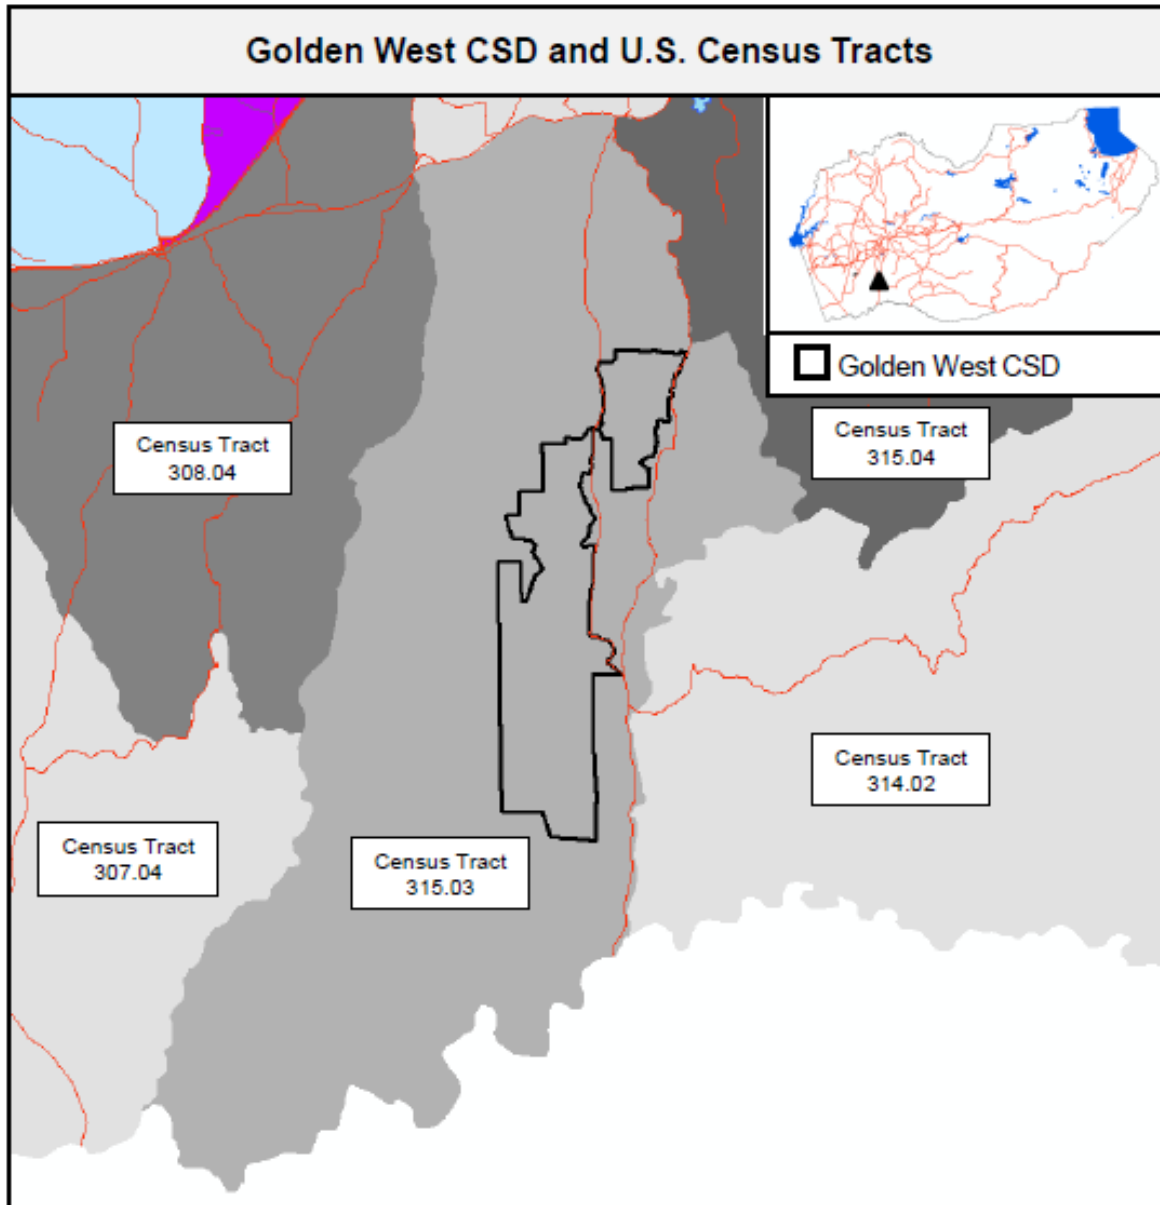 Golden West CSD and U.S. Census Tracts
Golden West CSD
Census Tract
308.04
Census Tract
315.04
Census Tract
314.02
Census Tract
307.04
Census Tract
315.03